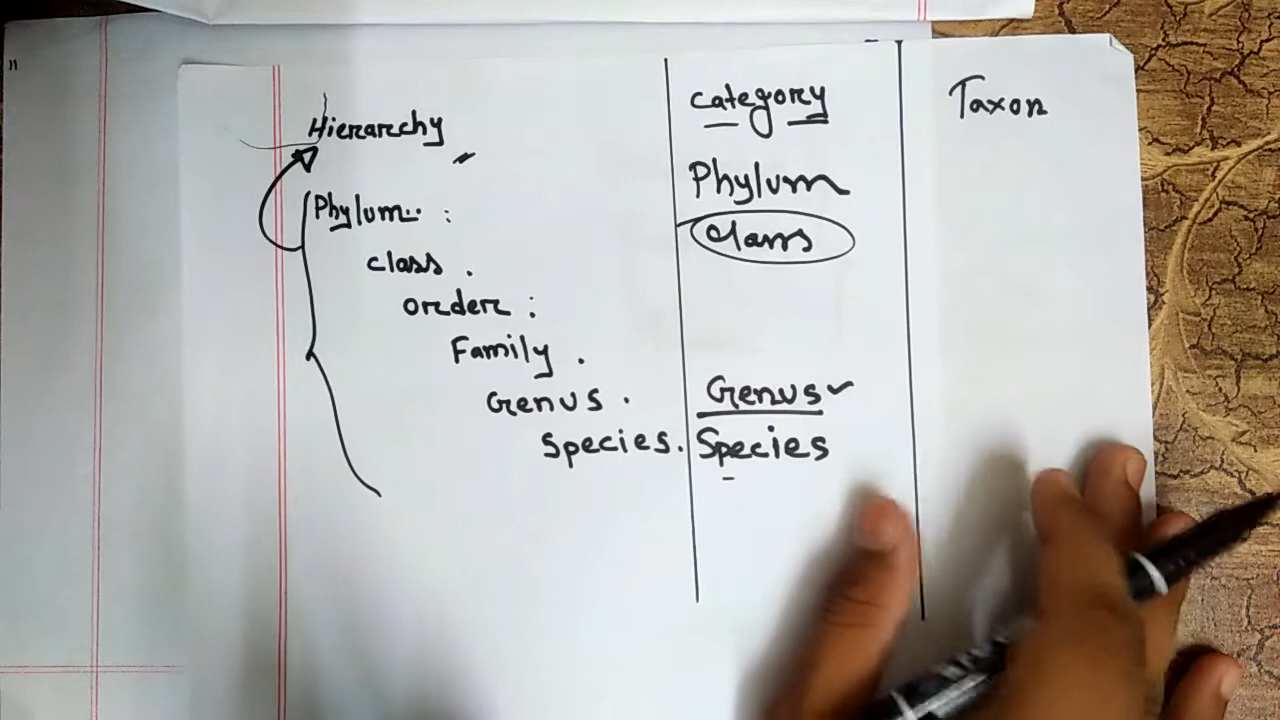 Hierarchy
Phylum :
class .
order :
Family .
Genus .
Species.
category
Phylum
class
Genus
Species
Taxon